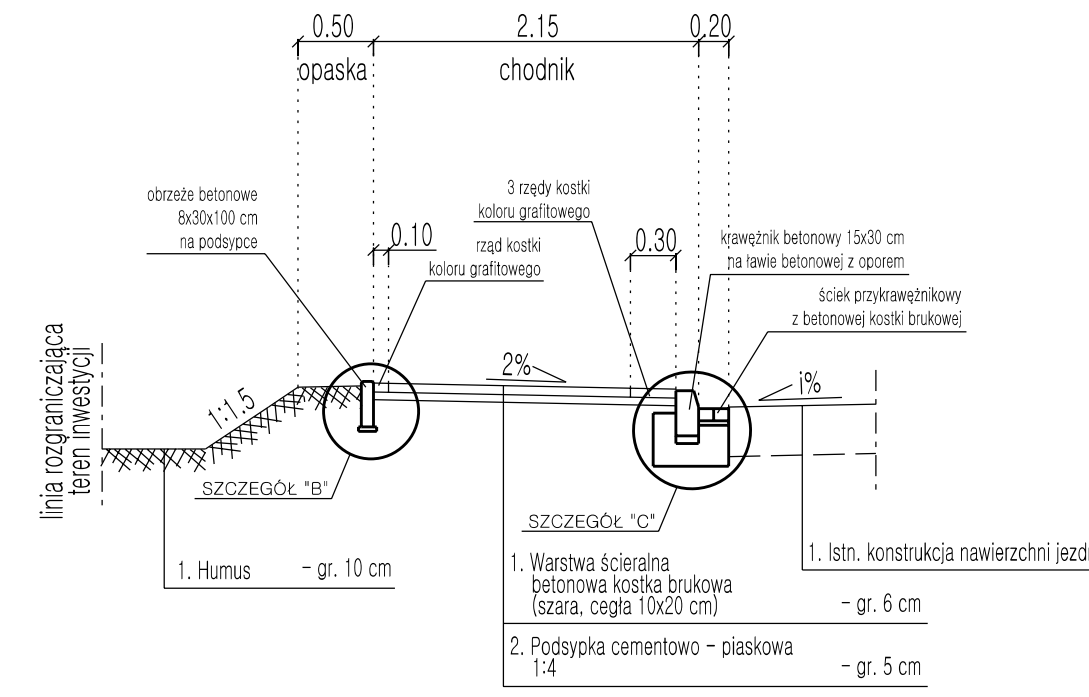 0.50
2.15
0.20
opaska
chodnik
obrzeże betonowe
8x30x100 cm
na podsypce
3 rzędy kostki
koloru grafitowego
0.10
rząd kostki
koloru grafitowego
0.30
krawężnik betonowy 15x30 cm
na ławie betonowej z oporem
ściek przykrawężnikowy
z betonowej kostki brukowej
linia rozgraniczająca
teren inwestycji
1:1.5
2%
i%
SZCZEGÓŁ "B"
SZCZEGÓŁ "C"
1. Humus - gr. 10 cm
1. Warstwa ścieralna
betonowa kostka brukowa
(szara, cegła 10x20 cm) - gr. 6 cm
2. Podsypka cementowo - piaskowa
1:4 - gr. 5 cm
1. Istn. konstrukcja nawierzchni